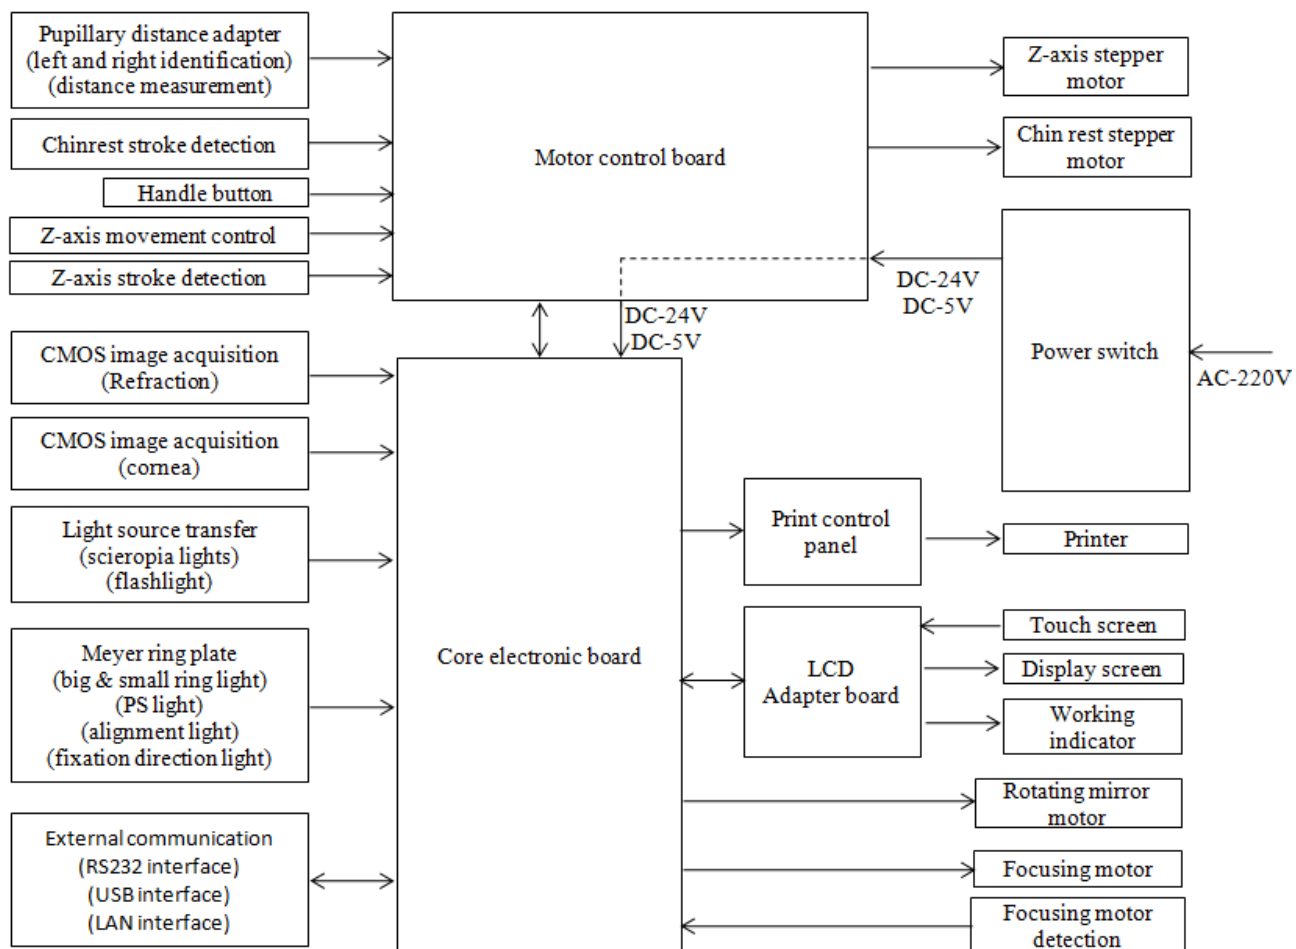 Pupillary distance adapter
(left and right identification)
(distance measurement)
Chinrest stroke detection
Handle button
Z-axis movement control
Z-axis stroke detection
Motor control board
Z-axis stepper
motor
Chin rest stepper
motor
DC-24V
DC-5V
DC-24V
DC-5V
Power switch
AC-220V
CMOS image acquisition
(Refraction)
CMOS image acquisition
(cornea)
Light source transfer
(scieropia lights)
(flashlight)
Meyer ring plate
(big & small ring light)
(PS light)
(alignment light)
(fixation direction light)
External communication
(RS232 interface)
(USB interface)
(LAN interface)
Core electronic board
Print control
panel
Printer
LCD
Adapter board
Touch screen
Display screen
Working
indicator
Rotating mirror
motor
Focusing motor
Focusing motor
detection